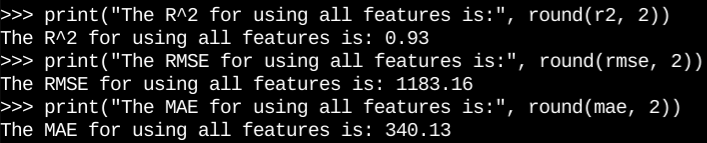 >>> print("The R^2 for using all features is:", round(r2, 2))
The R^2 for using all features is: 0.93
>>> print("The RMSE for using all features is:", round(rmse, 2))
The RMSE for using all features is: 1183.16
>>> print("The MAE for using all features is:", round(mae, 2))
The MAE for using all features is: 340.13